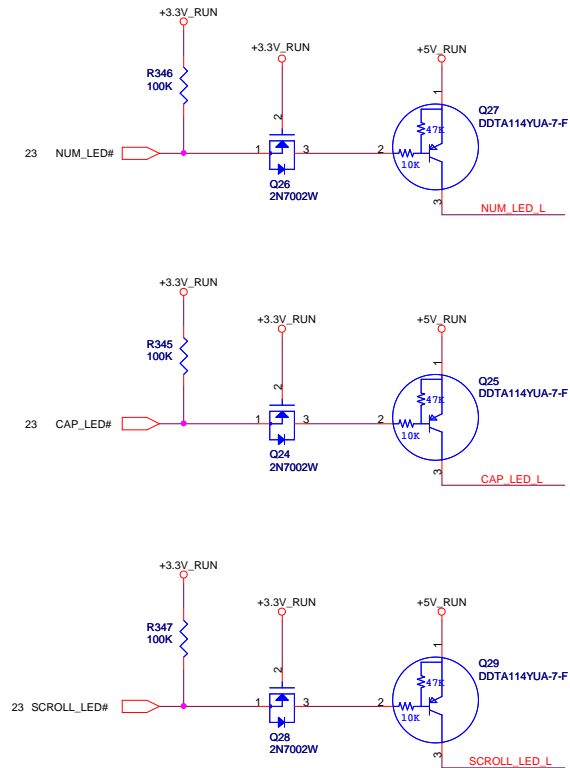 +3.3V_RUN
+3.3V_RUN
+5V_RUN
R346
100K
2
1
Q27
DDTA114YUA-7-F
47K
23 NUM_LED#
1
3
2
10K
Q26
2N7002W
3
NUM_LED_L
+3.3V_RUN
+3.3V_RUN
+5V_RUN
R345
100K
2
1
Q25
DDTA114YUA-7-F
47K
23 CAP_LED#
1
3
2
10K
Q24
2N7002W
3
CAP_LED_L
+3.3V_RUN
+3.3V_RUN
+5V_RUN
R347
100K
2
1
Q29
DDTA114YUA-7-F
47K
23 SCROLL_LED#
1
3
2
10K
Q28
2N7002W
3
SCROLL_LED_L